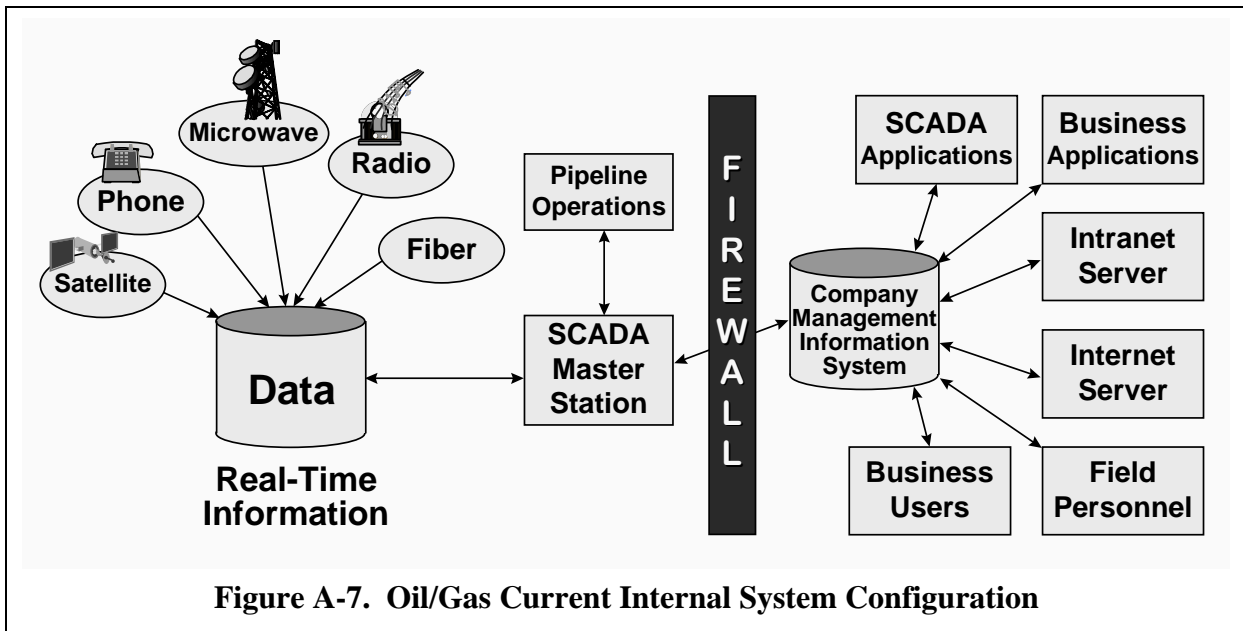 Microwave
Radio
Phone
Fiber
Satellite
Data
Real-Time
Information
Pipeline
Operations
SCADA
Master
Station
FIREWALL
SCADA
Applications
Business
Applications
Company
Management
Information
System
Intranet
Server
Internet
Server
Business
Users
Field
Personnel
Figure A-7. Oil/Gas Current Internal System Configuration